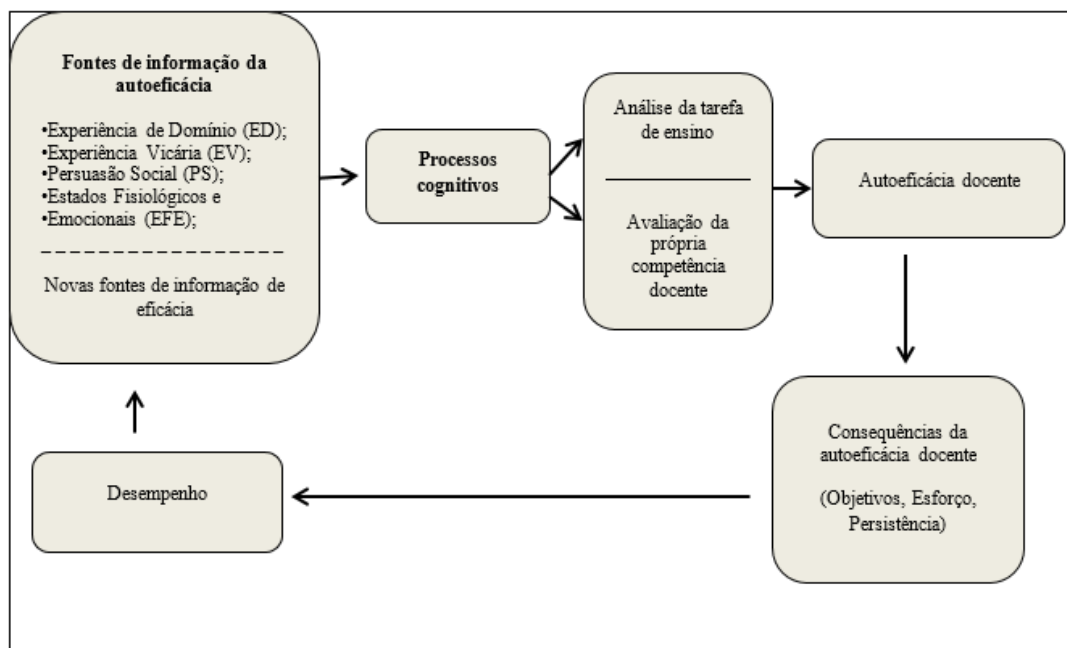 Fontes de informação da
autoeficácia
•Experiência de Domínio (ED);
•Experiência Vicária (EV);
•Persuasão Social (PS);
•Estados Fisiológicos e
•Emocionais (EFE);
Novas fontes de informação de
eficácia
Processos
cognitivos
Análise da tarefa
de ensino
Avaliação da
própria
competência
docente
Autoeficácia docente
Consequências da
autoeficácia docente
(Objetivos, Esforço,
Persistência)
Desempenho